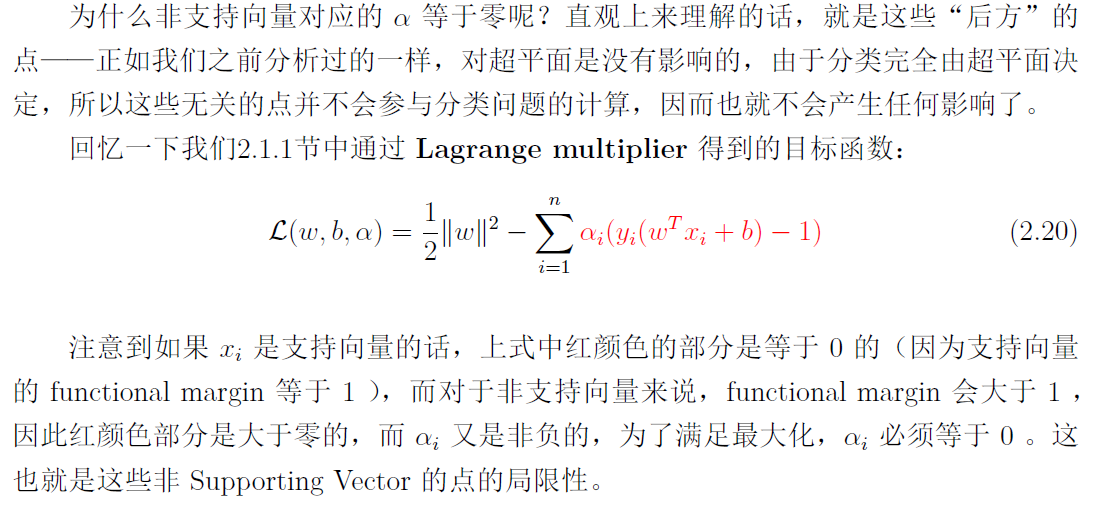 为什么非支持向量对应的 α 等于零呢？直观上来理解的话，就是这些“后方”的
点——正如我们之前分析过的一样，对超平面是没有影响的，由于分类完全由超平面决
定，所以这些无关的点并不会参与分类问题的计算，因而也就不会产生任何影响了。
回忆一下我们2.1.1节中通过 Lagrange multiplier 得到的目标函数：
\mathcal{L}(w, b, \alpha) = \frac{1}{2}\|w\|^2 - \sum_{i=1}^{n} \alpha_i(y_i(w^T x_i + b) - 1) (2.20)
注意到如果 x_i 是支持向量的话，上式中红颜色的部分是等于 0 的（因为支持向量
的 functional margin 等于 1 ），而对于非支持向量来说，functional margin 会大于 1 ，
因此红颜色部分是大于零的，而 α_i 又是非负的，为了满足最大化，α_i 必须等于 0 。这
也就是这些非 Supporting Vector 的点的局限性。